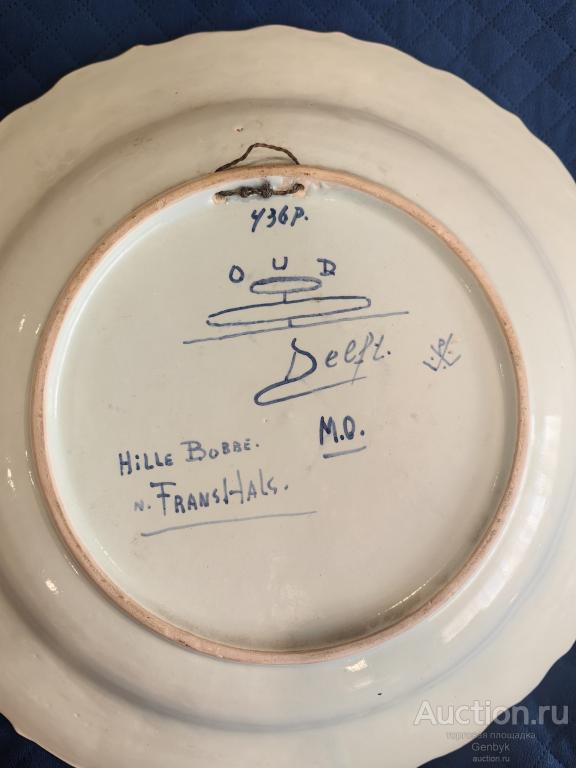 436P.
OUD
Delft.
M.D.
HILLE BOBBE.
N. FRANS HALS.
Auction.ru
торговая площадка
Genbyk
auction.ru